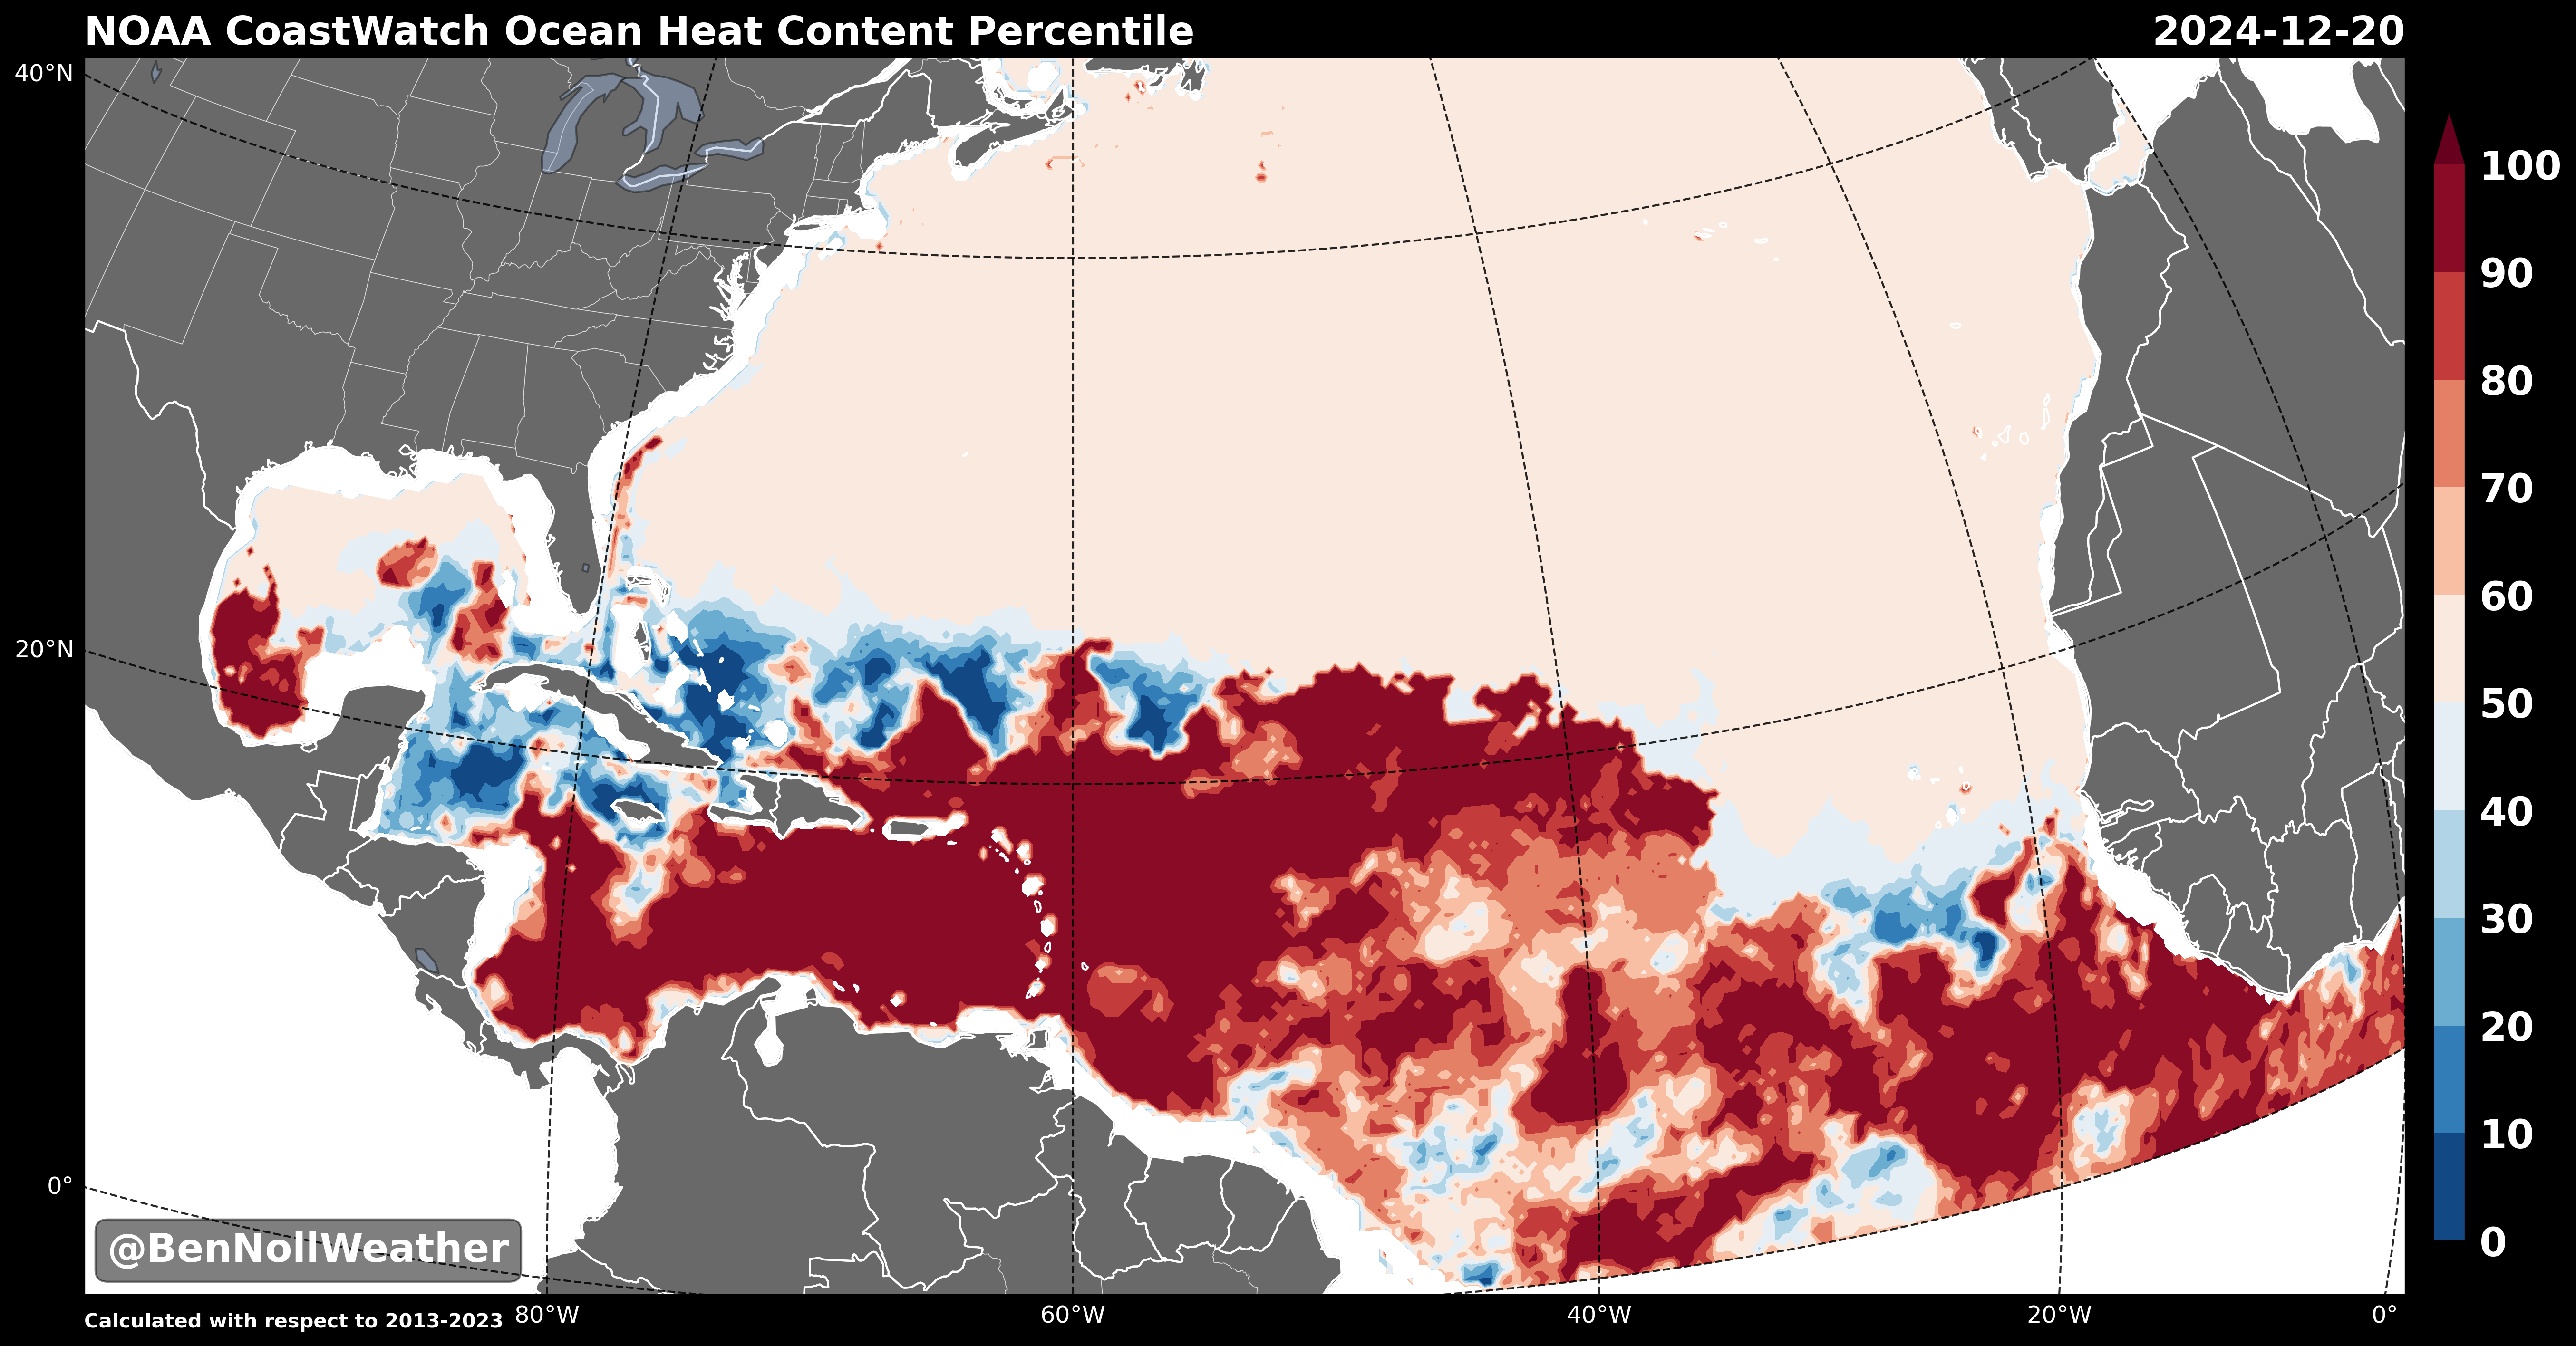 NOAA CoastWatch Ocean Heat Content Percentile
2024-12-20
40°N
20°N
0°
100
90
80
70
60
50
40
30
20
10
0
@BenNollWeather
Calculated with respect to 2013-2023
80°W
60°W
40°W
20°W
0°